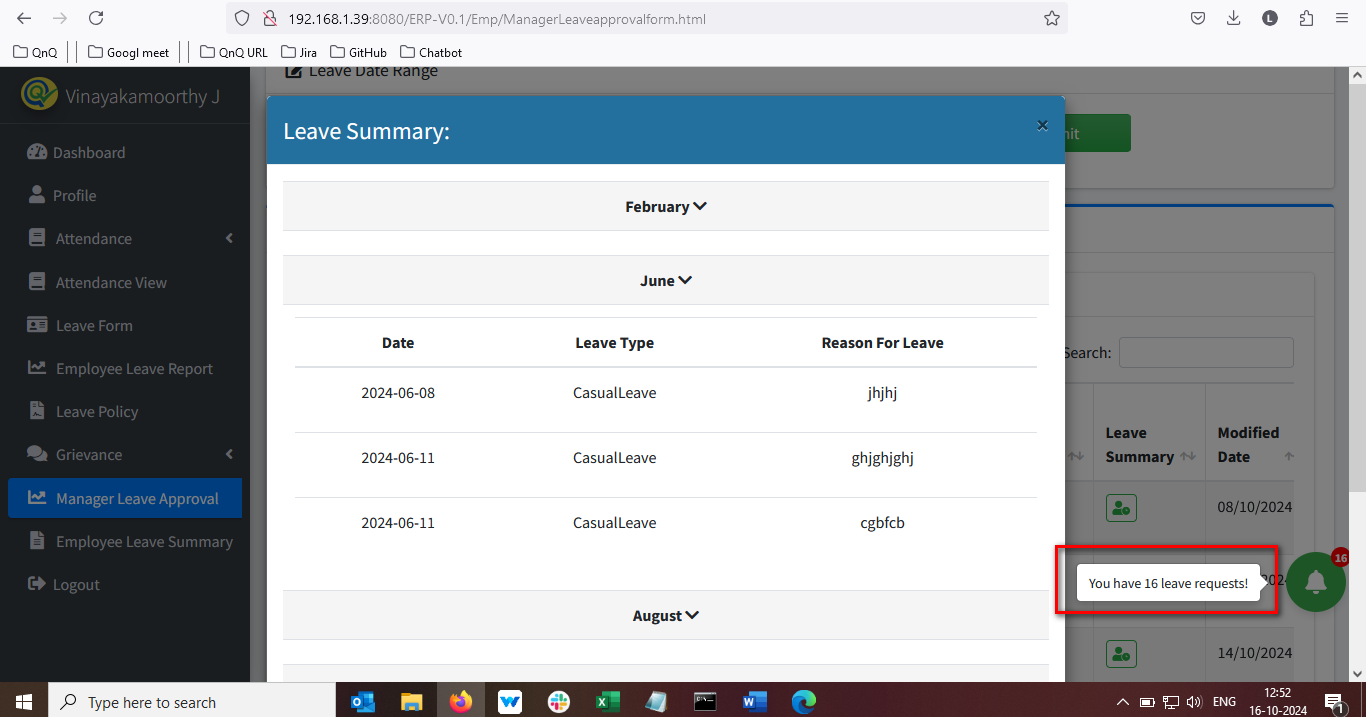 192.168.1.39:8080/ERP-V0.1/Emp/ManagerLeaveapprovalform.html
L
QnQ
Googl meet
QnQ URL
Jira
GitHub
Chatbot
Vinayakamoorthy J
Dashboard
Profile
Attendance
Attendance View
Leave Form
Employee Leave Report
Leave Policy
Grievance
Manager Leave Approval
Employee Leave Summary
Logout
Leave Date Range
Leave Summary:
×
February
June
Date Leave Type Reason For Leave
2024-06-08 CasualLeave jhjhj
2024-06-11 CasualLeave ghjghjghj
2024-06-11 CasualLeave cgbfcb
August
Search:
Leave Summary
Modified Date
08/10/2024
You have 16 leave requests!
16
14/10/2024
Type here to search
ENG
12:52
16-10-2024
1